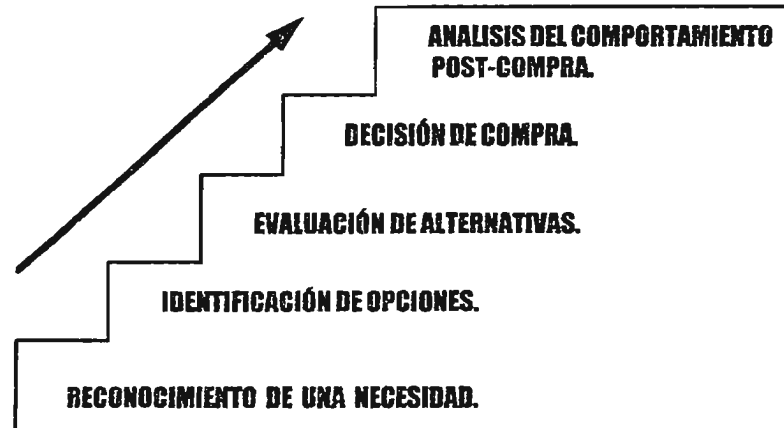 ANALISIS DEL COMPORTAMIENTO
POST-COMPRA.
DECISIÓN DE COMPRA.
EVALUACIÓN DE ALTERNATIVAS.
IDENTIFICACIÓN DE OPCIONES.
RECONOCIMIENTO DE UNA NECESIDAD.